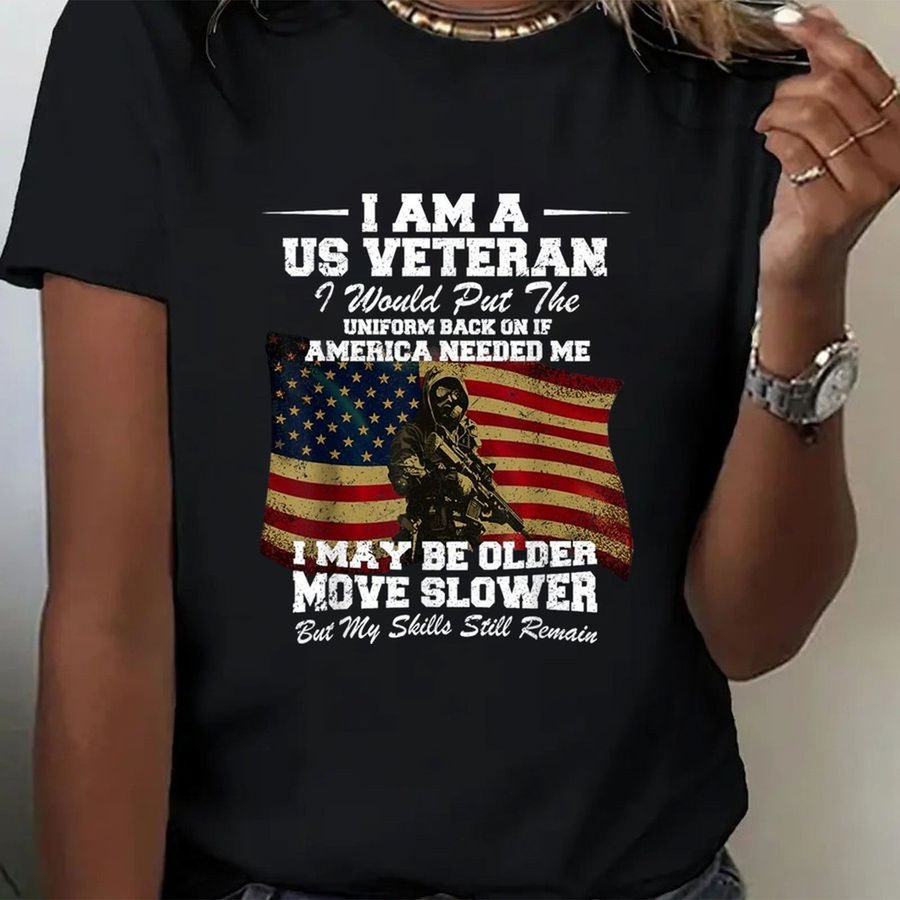 I AM A
US VETERAN
I Would Put The
UNIFORM BACK ON IF
AMERICA NEEDED ME
I MAY BE OLDER
MOVE SLOWER
But My Skills Still Remain